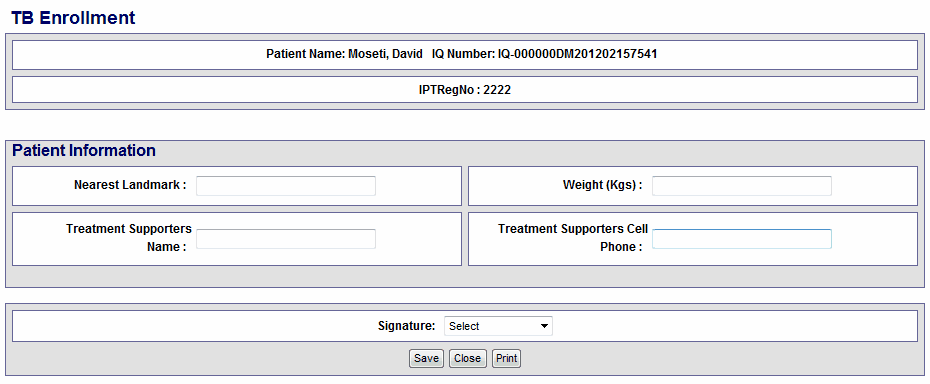 TB Enrollment
Patient Name: Moseti, David IQ Number: IQ-000000DM201202157541
IPTRegNo : 2222
Patient Information
Nearest Landmark :
Weight (Kgs) :
Treatment Supporters
Name :
Treatment Supporters Cell
Phone :
Signature: Select
Save Close Print